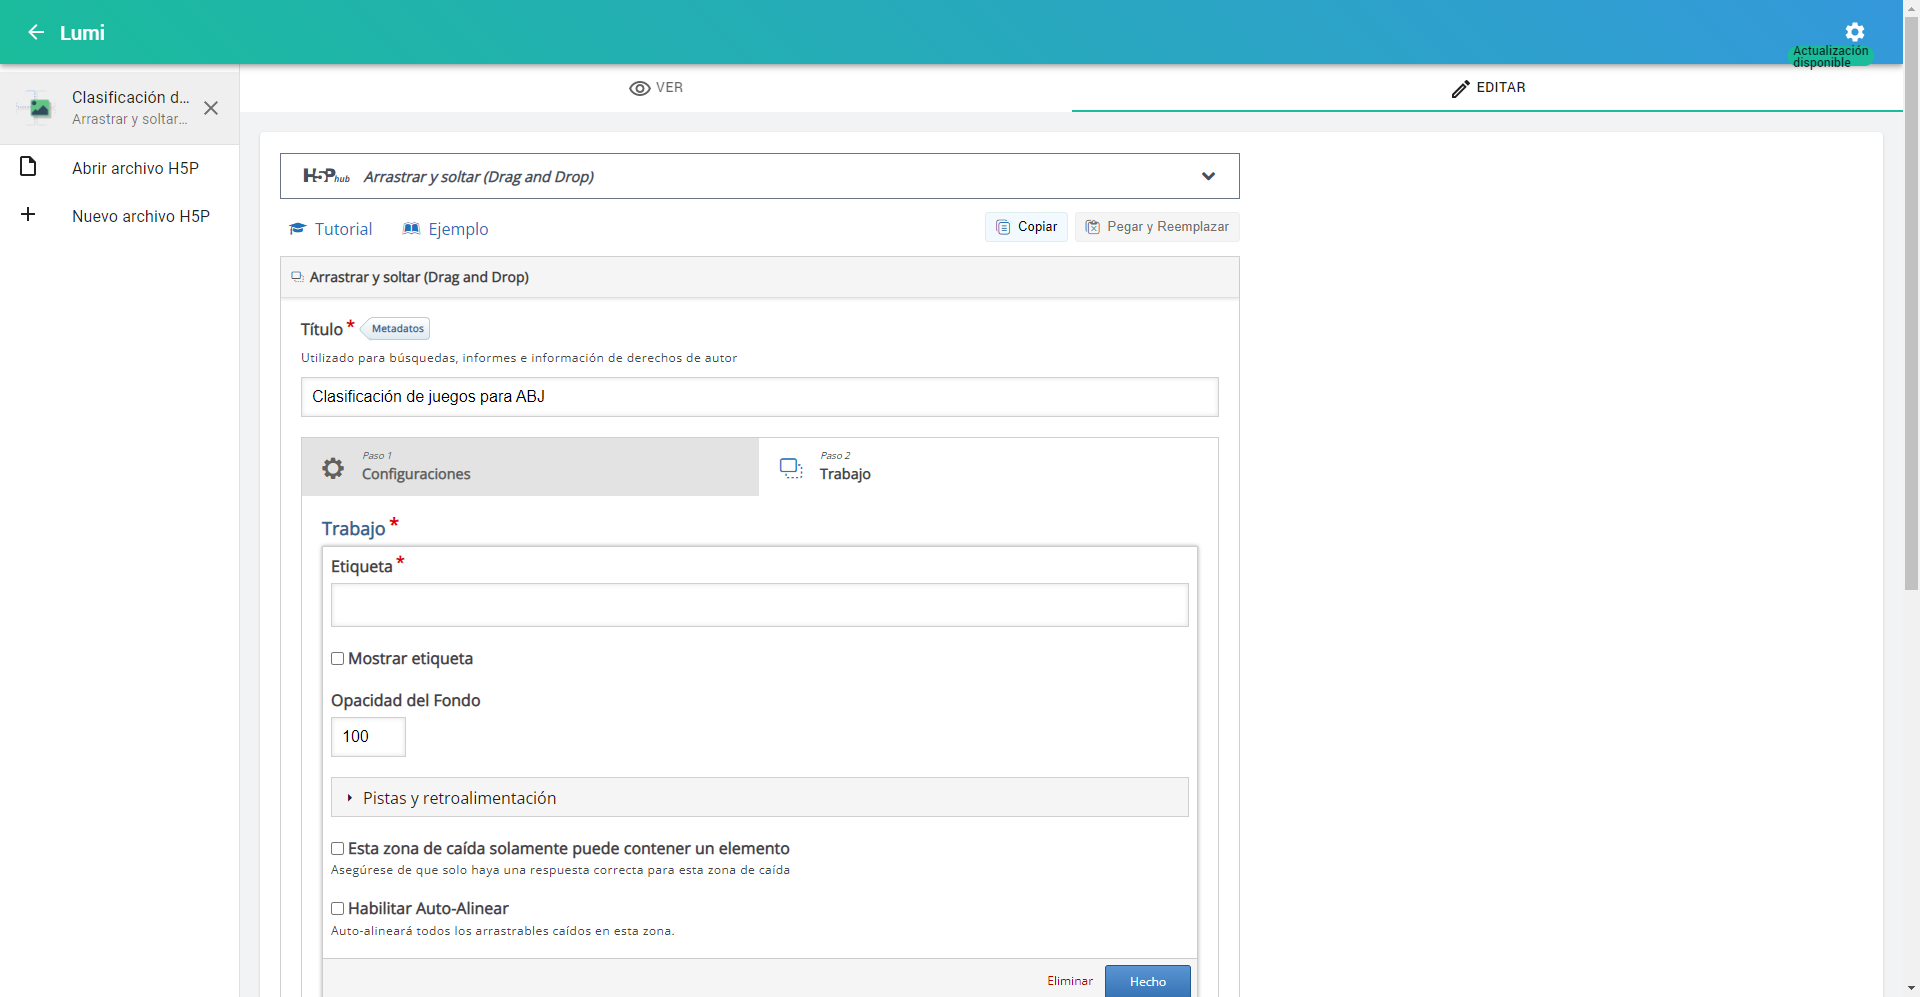 Lumi
Actualización
disponible
Clasificación d...
Arrastrar y soltar...
Abrir archivo H5P
Nuevo archivo H5P
VER
EDITAR
H5P hub Arrastrar y soltar (Drag and Drop)
Tutorial
Ejemplo
Copiar
Pegar y Reemplazar
Arrastrar y soltar (Drag and Drop)
Título * Metadatos
Utilizado para búsquedas, informes e información de derechos de autor
Clasificación de juegos para ABJ
Paso 1
Configuraciones
Paso 2
Trabajo
Trabajo *
Etiqueta *
Mostrar etiqueta
Opacidad del Fondo
100
Pistas y retroalimentación
Esta zona de caída solamente puede contener un elemento
Asegúrese de que solo haya una respuesta correcta para esta zona de caída
Habilitar Auto-Alinear
Auto-alineará todos los arrastrables caídos en esta zona.
Eliminar
Hecho